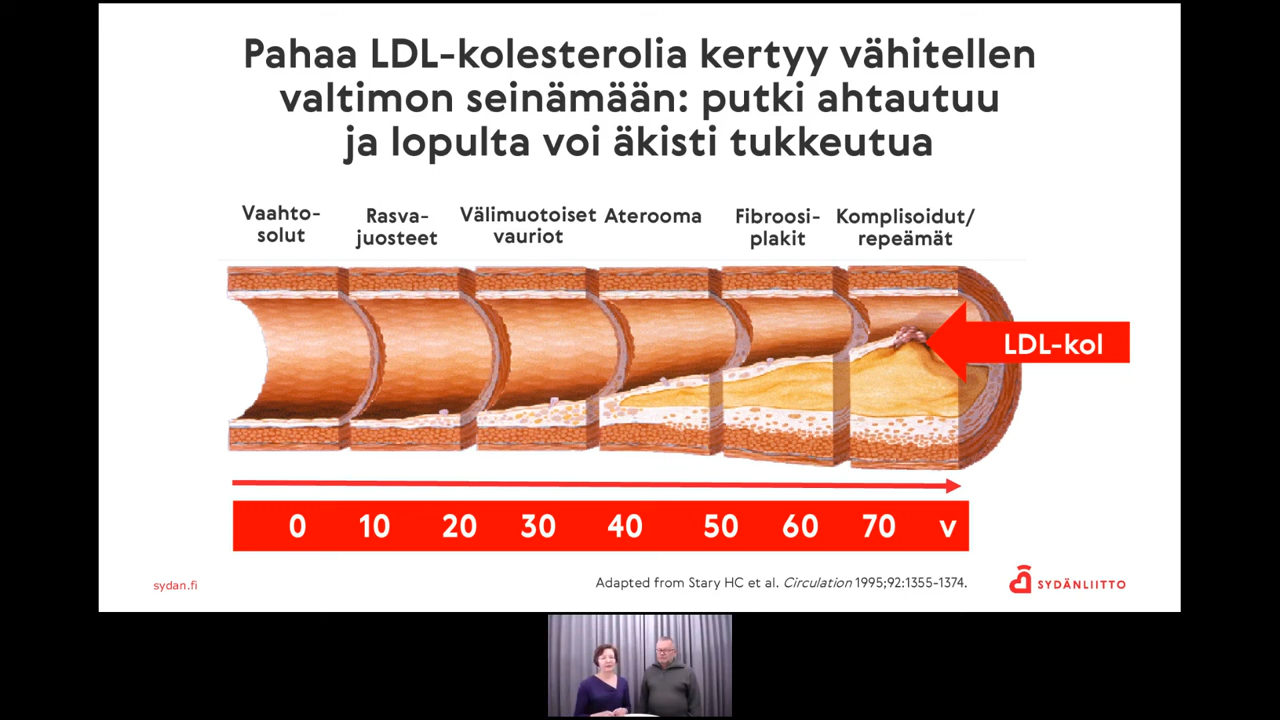 Pahaa LDL-kolesterolia kertyy vähitellen
valtimon seinämään: putki ahtautuu
ja lopulta voi äkisti tukkeutua
Vaahto-
solut
Rasva-
juosteet
Välimuotoiset
vauriot
Aterooma
Fibroosi-
plakit
Komplisoidut/
repeämät
LDL-kol
0 10 20 30 40 50 60 70 v
sydan.fi
Adapted from Stary HC et al. Circulation 1995;92:1355-1374.
SYDÄNLIITTO